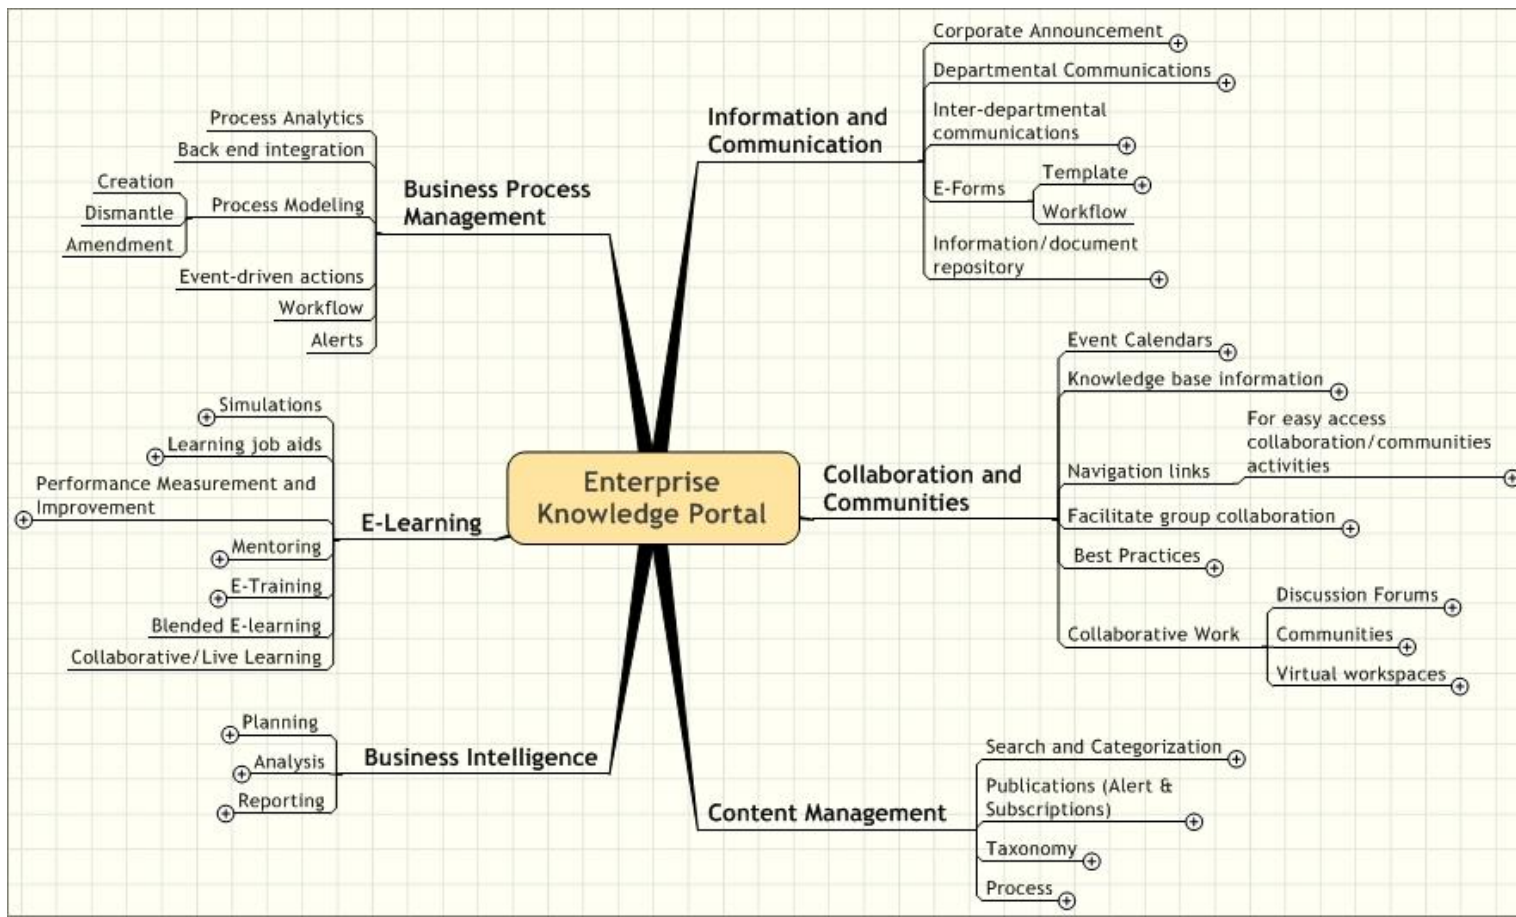 Enterprise
Knowledge Portal
Information and
Communication
Corporate Announcement
Departmental Communications
Inter-departmental
communications
E-Forms
Template
Workflow
Information/document
repository
Collaboration and
Communities
Event Calendars
Knowledge base information
Navigation links
For easy access
collaboration/communities
activities
Facilitate group collaboration
Best Practices
Collaborative Work
Discussion Forums
Communities
Virtual workspaces
Content Management
Search and Categorization
Publications (Alert &
Subscriptions)
Taxonomy
Process
Business Process
Management
Process Analytics
Back end integration
Process Modeling
Creation
Dismantle
Amendment
Event-driven actions
Workflow
Alerts
E-Learning
Simulations
Learning job aids
Performance Measurement and
Improvement
Mentoring
E-Training
Blended E-learning
Collaborative/Live Learning
Business Intelligence
Planning
Analysis
Reporting